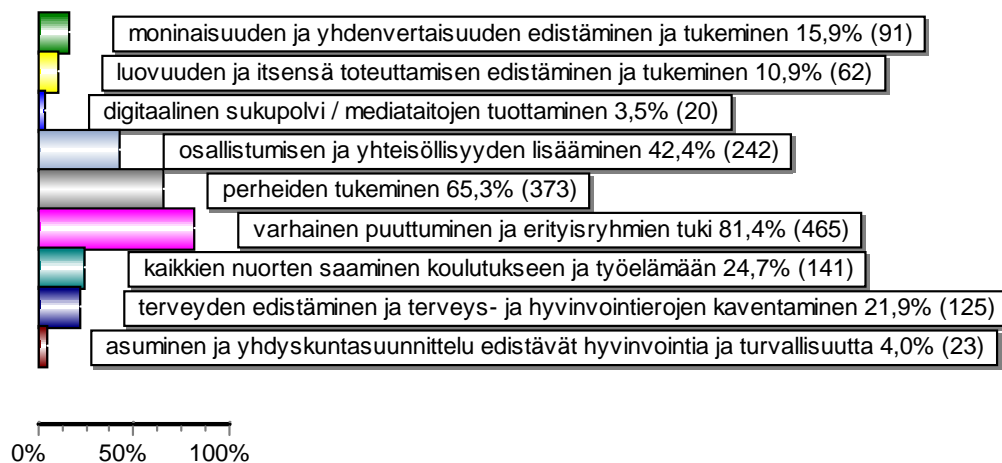 moninaisuuden ja yhdenvertaisuuden edistäminen ja tukeminen 15,9% (91)
luovuuden ja itsensä toteuttamisen edistäminen ja tukeminen 10,9% (62)
digitaalinen sukupolvi / mediataitojen tuottaminen 3,5% (20)
osallistumisen ja yhteisöllisyyden lisääminen 42,4% (242)
perheiden tukeminen 65,3% (373)
varhainen puuttuminen ja erityisryhmien tuki 81,4% (465)
kaikkien nuorten saaminen koulutukseen ja työelämään 24,7% (141)
terveyden edistäminen ja terveys- ja hyvinvointierojen kaventaminen 21,9% (125)
asuminen ja yhdyskuntasuunnittelu edistävät hyvinvointia ja turvallisuutta 4,0% (23)
0% 50% 100%